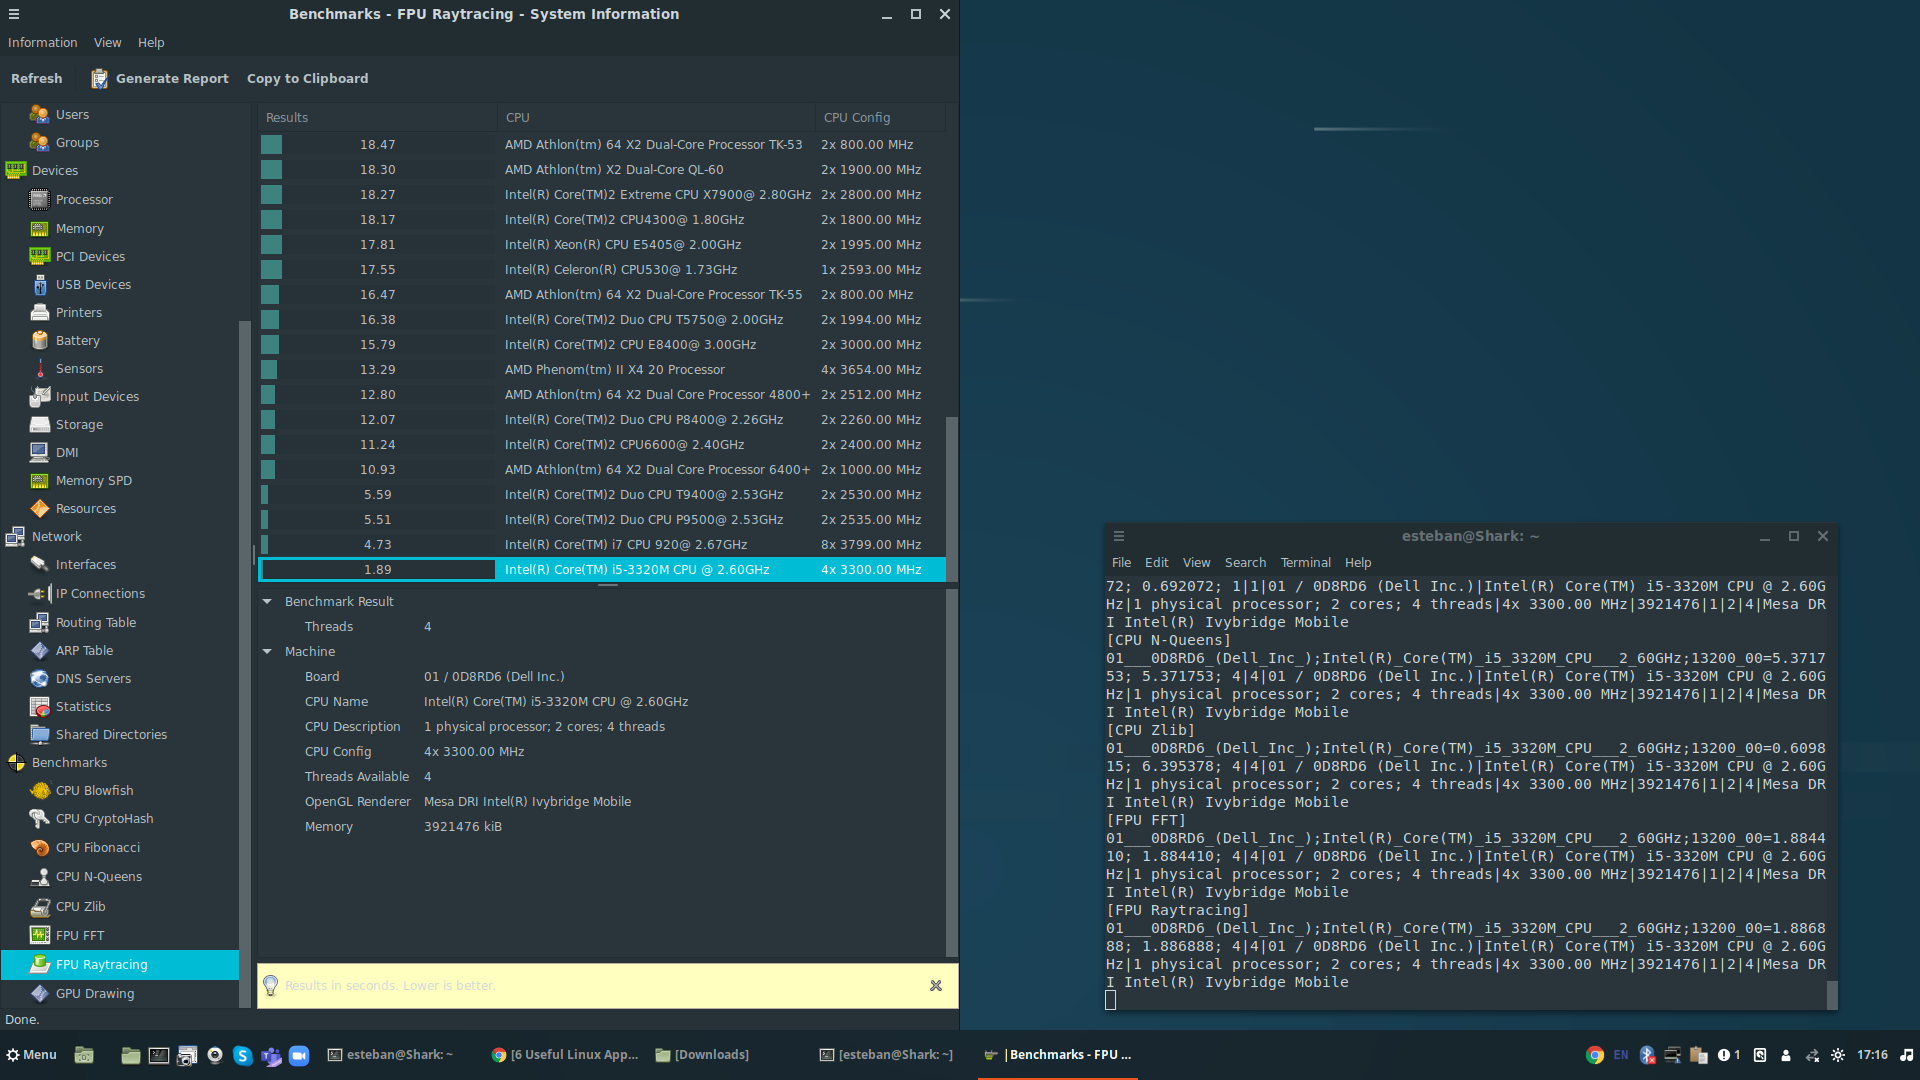 Benchmarks - FPU Raytracing - System Information
Information View Help
Refresh Generate Report Copy to Clipboard
Users
Groups
Devices
Processor
Memory
PCI Devices
USB Devices
Printers
Battery
Sensors
Input Devices
Storage
DMI
Memory SPD
Resources
Network
Interfaces
IP Connections
Routing Table
ARP Table
DNS Servers
Statistics
Shared Directories
Benchmarks
CPU Blowfish
CPU CryptoHash
CPU Fibonacci
CPU N-Queens
CPU Zlib
FPU FFT
FPU Raytracing
GPU Drawing
Results CPU CPU Config
18.47 AMD Athlon(tm) 64 X2 Dual-Core Processor TK-53 2x 800.00 MHz
18.30 AMD Athlon(tm) X2 Dual-Core QL-60 2x 1900.00 MHz
18.27 Intel(R) Core(TM)2 Extreme CPU X7900@ 2.80GHz 2x 2800.00 MHz
18.17 Intel(R) Core(TM)2 CPU4300@ 1.80GHz 2x 1800.00 MHz
17.81 Intel(R) Xeon(R) CPU E5405@ 2.00GHz 2x 1995.00 MHz
17.55 Intel(R) Celeron(R) CPU530@ 1.73GHz 1x 2593.00 MHz
16.47 AMD Athlon(tm) 64 X2 Dual-Core Processor TK-55 2x 800.00 MHz
16.38 Intel(R) Core(TM)2 Duo CPU T5750@ 2.00GHz 2x 1994.00 MHz
15.79 Intel(R) Core(TM)2 CPU E8400@ 3.00GHz 2x 3000.00 MHz
13.29 AMD Phenom(tm) II X4 20 Processor 4x 3654.00 MHz
12.80 AMD Athlon(tm) 64 X2 Dual Core Processor 4800+ 2x 2512.00 MHz
12.07 Intel(R) Core(TM)2 Duo CPU P8400@ 2.26GHz 2x 2260.00 MHz
11.24 Intel(R) Core(TM)2 CPU6600@ 2.40GHz 2x 2400.00 MHz
10.93 AMD Athlon(tm) 64 X2 Dual Core Processor 6400+ 2x 1000.00 MHz
5.59 Intel(R) Core(TM)2 Duo CPU T9400@ 2.53GHz 2x 2530.00 MHz
5.51 Intel(R) Core(TM)2 Duo CPU P9500@ 2.53GHz 2x 2535.00 MHz
4.73 Intel(R) Core(TM) i7 CPU 920@ 2.67GHz 8x 3799.00 MHz
1.89 Intel(R) Core(TM) i5-3320M CPU @ 2.60GHz 4x 3300.00 MHz
Benchmark Result
Threads 4
Machine
Board 01 / 0D8RD6 (Dell Inc.)
CPU Name Intel(R) Core(TM) i5-3320M CPU @ 2.60GHz
CPU Description 1 physical processor; 2 cores; 4 threads
CPU Config 4x 3300.00 MHz
Threads Available 4
OpenGL Renderer Mesa DRI Intel(R) Ivybridge Mobile
Memory 3921476 kiB
Results in seconds. Lower is better.
Done.
esteban@Shark: ~
File Edit View Search Terminal Help
72; 0.692072; 1|1|01 / 0D8RD6 (Dell Inc.)|Intel(R) Core(TM) i5-3320M CPU @ 2.60G
Hz|1 physical processor; 2 cores; 4 threads|4x 3300.00 MHz|3921476|1|2|4|Mesa DR
I Intel(R) Ivybridge Mobile
[CPU N-Queens]
01___0D8RD6_(Dell_Inc_);Intel(R)_Core(TM)_i5_3320M_CPU___2_60GHz;13200_00=5.3717
53; 5.371753; 4|4|01 / 0D8RD6 (Dell Inc.)|Intel(R) Core(TM) i5-3320M CPU @ 2.60G
Hz|1 physical processor; 2 cores; 4 threads|4x 3300.00 MHz|3921476|1|2|4|Mesa DR
I Intel(R) Ivybridge Mobile
[CPU Zlib]
01___0D8RD6_(Dell_Inc_);Intel(R)_Core(TM)_i5_3320M_CPU___2_60GHz;13200_00=0.6098
15; 6.395378; 4|4|01 / 0D8RD6 (Dell Inc.)|Intel(R) Core(TM) i5-3320M CPU @ 2.60G
Hz|1 physical processor; 2 cores; 4 threads|4x 3300.00 MHz|3921476|1|2|4|Mesa DR
I Intel(R) Ivybridge Mobile
[FPU FFT]
01___0D8RD6_(Dell_Inc_);Intel(R)_Core(TM)_i5_3320M_CPU___2_60GHz;13200_00=1.8844
10; 1.884410; 4|4|01 / 0D8RD6 (Dell Inc.)|Intel(R) Core(TM) i5-3320M CPU @ 2.60G
Hz|1 physical processor; 2 cores; 4 threads|4x 3300.00 MHz|3921476|1|2|4|Mesa DR
I Intel(R) Ivybridge Mobile
[FPU Raytracing]
01___0D8RD6_(Dell_Inc_);Intel(R)_Core(TM)_i5_3320M_CPU___2_60GHz;13200_00=1.8868
88; 1.886888; 4|4|01 / 0D8RD6 (Dell Inc.)|Intel(R) Core(TM) i5-3320M CPU @ 2.60G
Hz|1 physical processor; 2 cores; 4 threads|4x 3300.00 MHz|3921476|1|2|4|Mesa DR
I Intel(R) Ivybridge Mobile
Menu esteban@Shark: ~ [6 Useful Linux App... [Downloads] [esteban@Shark: ~] |Benchmarks - FPU ... EN 1 17:16